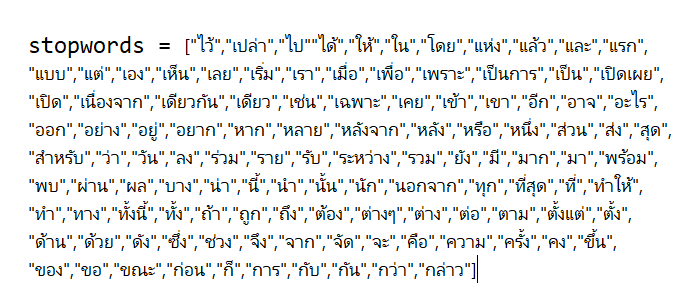 stopwords = ["ไว้","เปล่า","ไป""ได้","ให้","ใน","โดย","แห่ง","แล้ว","และ","แรก",
"แบบ","แต่","เอง","เห็น","เลย","เริ่ม","เรา","เมื่อ","เพื่อ","เพราะ","เป็นการ","เป็น","เปิดเผย",
"เปิด","เนื่องจาก","เดียวกัน","เดียว","เช่น","เฉพาะ","เคย","เข้า","เขา","อีก","อาจ","อะไร",
"ออก","อย่าง","อยู่","อยาก","หาก","หลาย","หลังจาก","หลัง","หรือ","หนึ่ง","ส่วน","ส่ง","สุด",
"สําหรับ","ว่า","วัน","ลง","ร่วม","ราย","รับ","ระหว่าง","รวม","ยัง","มี","มาก","มา","พร้อม",
"พบ","ผ่าน","ผล","บาง","น่า","นี้","นํา","นั้น","นัก","นอกจาก","ทุก","ที่สุด","ที่","ทําให้",
"ทํา","ทาง","ทั้งนี้","ทั้ง","ถ้า","ถูก","ถึง","ต้อง","ต่างๆ","ต่าง","ต่อ","ตาม","ตั้งแต่","ตั้ง",
"ด้าน","ด้วย","ดัง","ซึ่ง","ช่วง","จึง","จาก","จัด","จะ","คือ","ความ","ครั้ง","คง","ขึ้น",
"ของ","ขอ","ขณะ","ก่อน","ก็","การ","กับ","กัน","กว่า","กล่าว"]